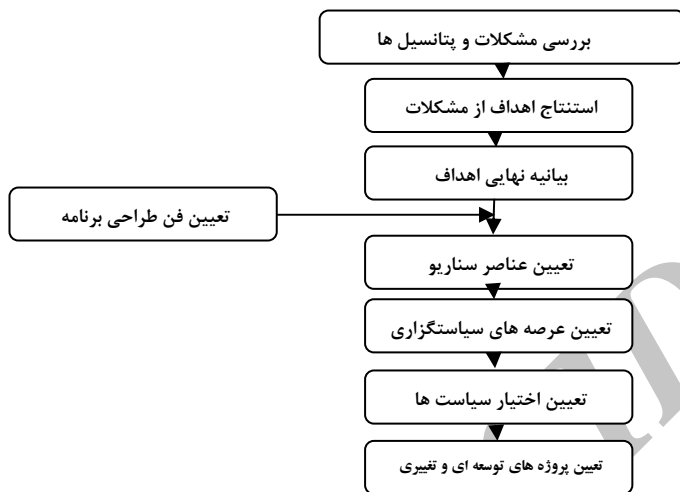 بررسی مشکلات و پتانسیل ها
استنتاج اهداف از مشکلات
بیانیه نهایی اهداف
تعیین فن طراحی برنامه
تعیین عناصر سناریو
تعیین عرصه های سیاستگزاری
تعیین اختیار سیاست ها
تعیین پروژه های توسعه ای و تغییری